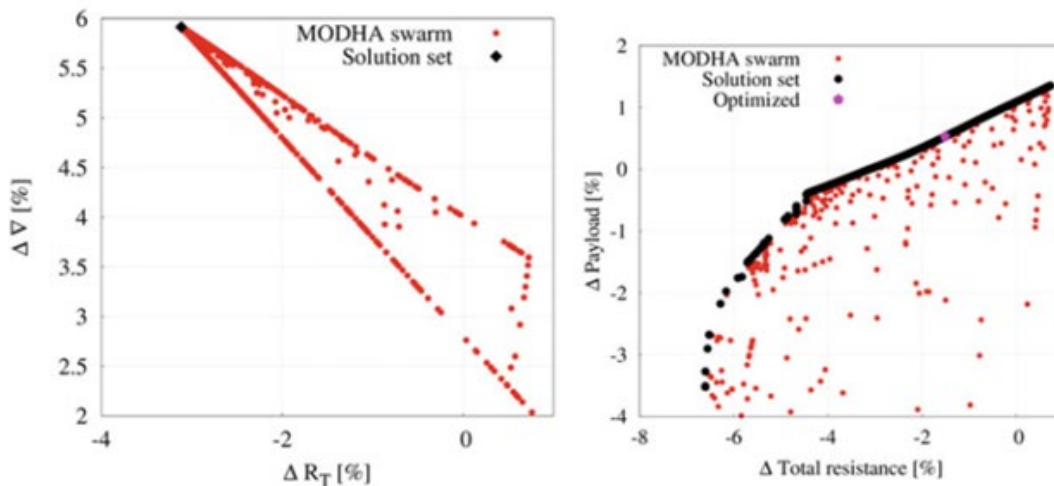 6
5.5
5
4.5
4
3.5
3
2.5
2
Δ ∇ [%]
MODHA swarm
Solution set
-4
-2
0
Δ R_T [%]
2
1
0
-1
-2
-3
-4
Δ Payload [%]
MODHA swarm
Solution set
Optimized
-8
-6
-4
-2
0
Δ Total resistance [%]